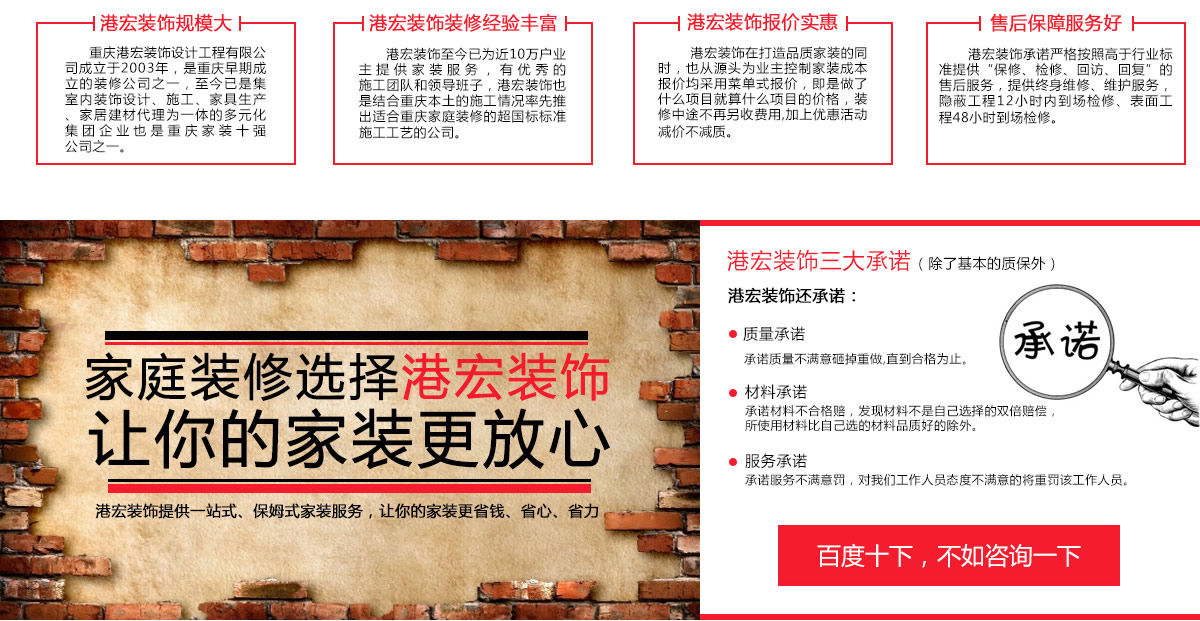 港宏装饰规模大
重庆港宏装饰设计工程有限公
司成立于2003年，是重庆早期成
立的装修公司之一，至今已是集
室内装饰设计、施工、家具生产
、家居建材代理为一体的多元化
集团企业也是重庆家装十强
公司之一。
港宏装饰装修经验丰富
港宏装饰至今已为近10万户业
主提供家装服务，有优秀的
施工团队和领导班子，港宏装饰也
是结合重庆本土的施工情况率先推
出适合重庆家庭装修的超国标标准
施工工艺的公司。
港宏装饰报价实惠
港宏装饰在打造品质家装的同
时，也从源头为业主控制家装成本
报价均采用菜单式报价，即是做了
什么项目就算什么项目的价格，装
修中途不再另收费用,加上优惠活动
减价不减质。
售后保障服务好
港宏装饰承诺严格按照高于行业标
准提供“保修、检修、回访、回复”的
售后服务，提供终身维修、维护服务，
隐蔽工程12小时内到场检修、表面工
程48小时到场检修。
家庭装修选择港宏装饰
让你的家装更放心
港宏装饰提供一站式、保姆式家装服务，让你的家装更省钱、省心、省力
港宏装饰三大承诺（除了基本的质保外）
港宏装饰还承诺：
质量承诺
承诺质量不满意砸掉重做,直到合格为止。
材料承诺
承诺材料不合格赔，发现材料不是自己选择的双倍赔偿，
所使用材料比自己选的材料品质好的除外。
服务承诺
承诺服务不满意罚，对我们工作人员态度不满意的将重罚该工作人员。
承诺
百度十下，不如咨询一下